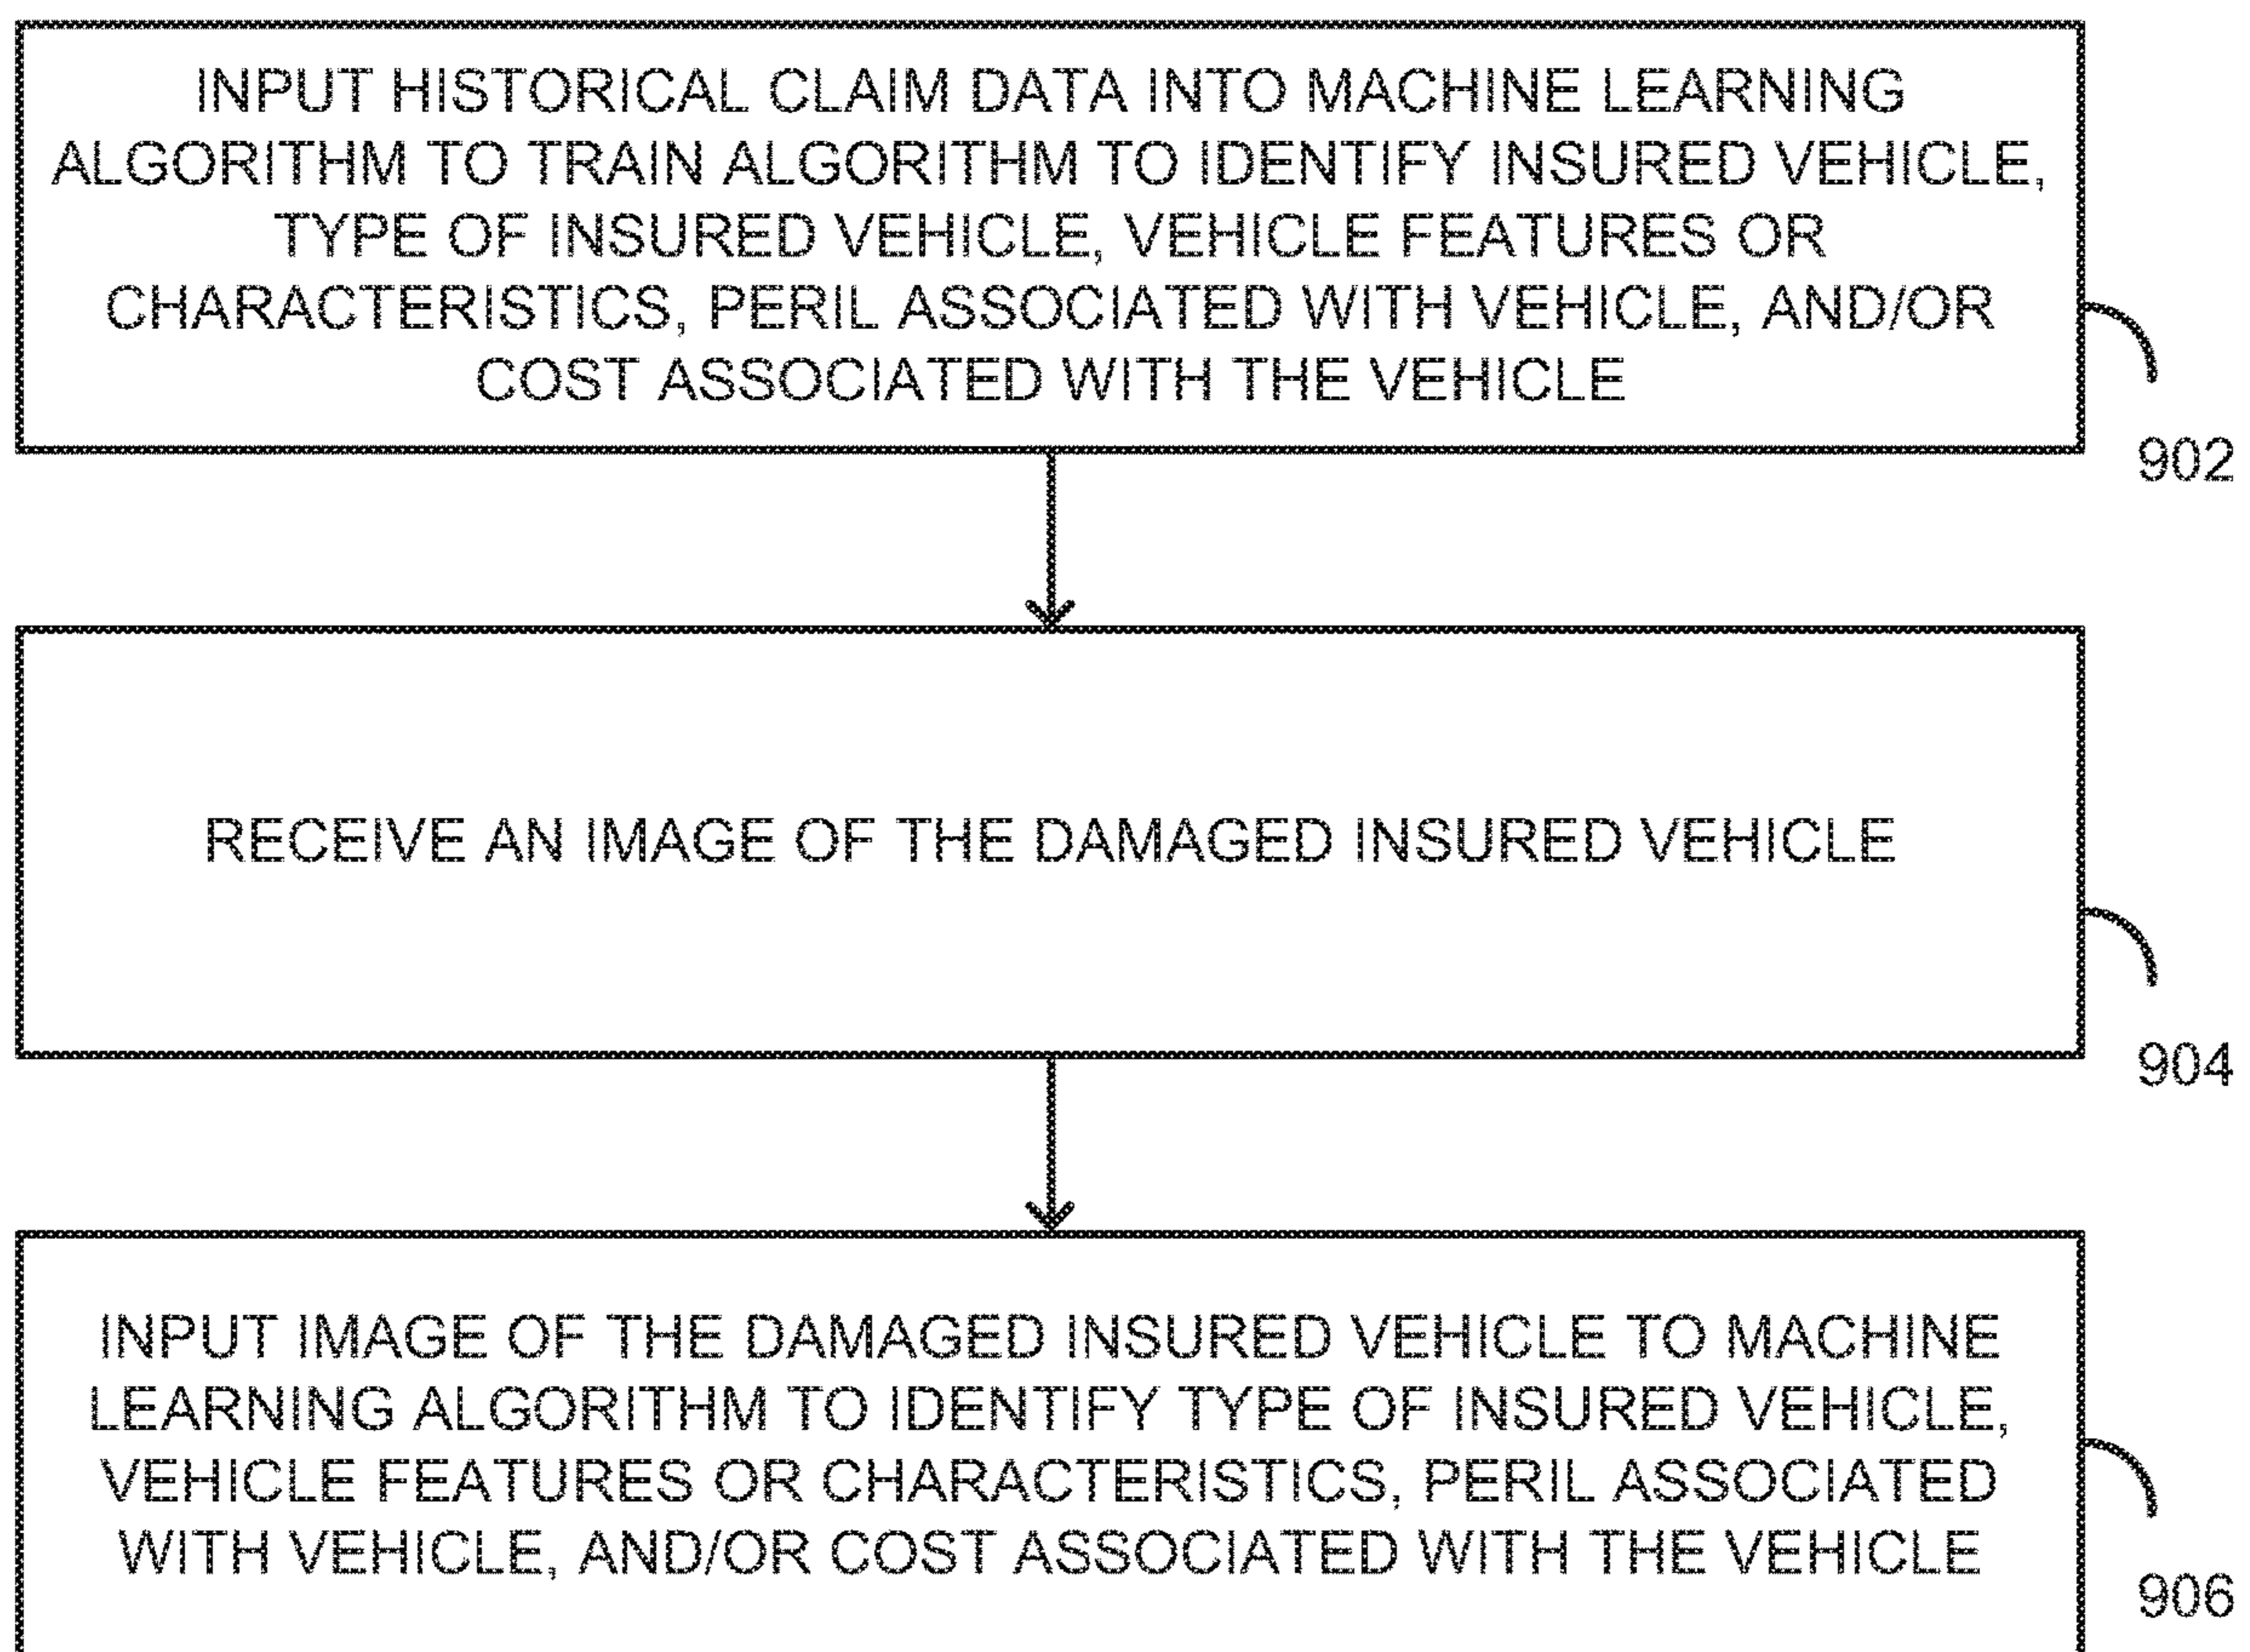 INPUT HISTORICAL CLAIM DATA INTO MACHINE LEARNING
ALGORITHM TO TRAIN ALGORITHM TO IDENTIFY INSURED VEHICLE,
TYPE OF INSURED VEHICLE, VEHICLE FEATURES OR
CHARACTERISTICS, PERIL ASSOCIATED WITH VEHICLE, AND/OR
COST ASSOCIATED WITH THE VEHICLE
902
RECEIVE AN IMAGE OF THE DAMAGED INSURED VEHICLE
904
INPUT IMAGE OF THE DAMAGED INSURED VEHICLE TO MACHINE
LEARNING ALGORITHM TO IDENTIFY TYPE OF INSURED VEHICLE,
VEHICLE FEATURES OR CHARACTERISTICS, PERIL ASSOCIATED
WITH VEHICLE, AND/OR COST ASSOCIATED WITH THE VEHICLE
906